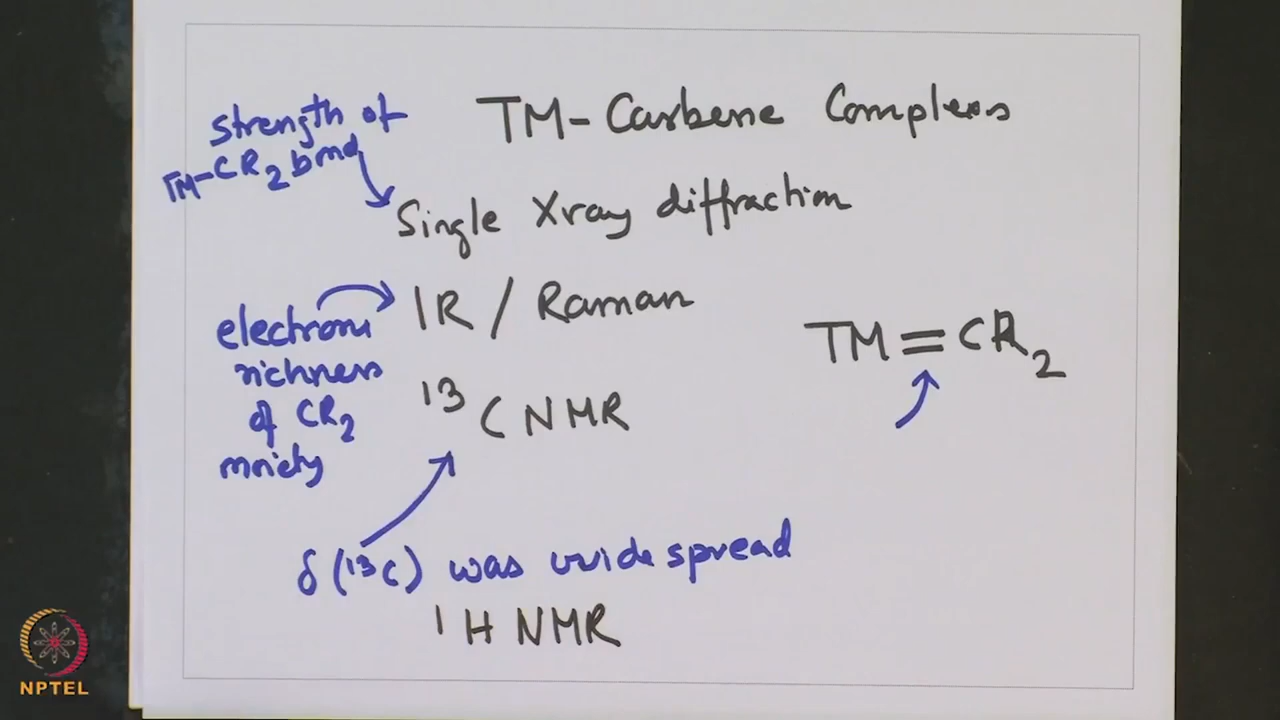 TM-Carbene Complexes
strength of
TM-CR2 bond
Single Xray diffraction
IR / Raman
electronic
richness
of CR2
moiety
TM=CR2
13C NMR
δ(13C) was wide spread
1H NMR
NPTEL